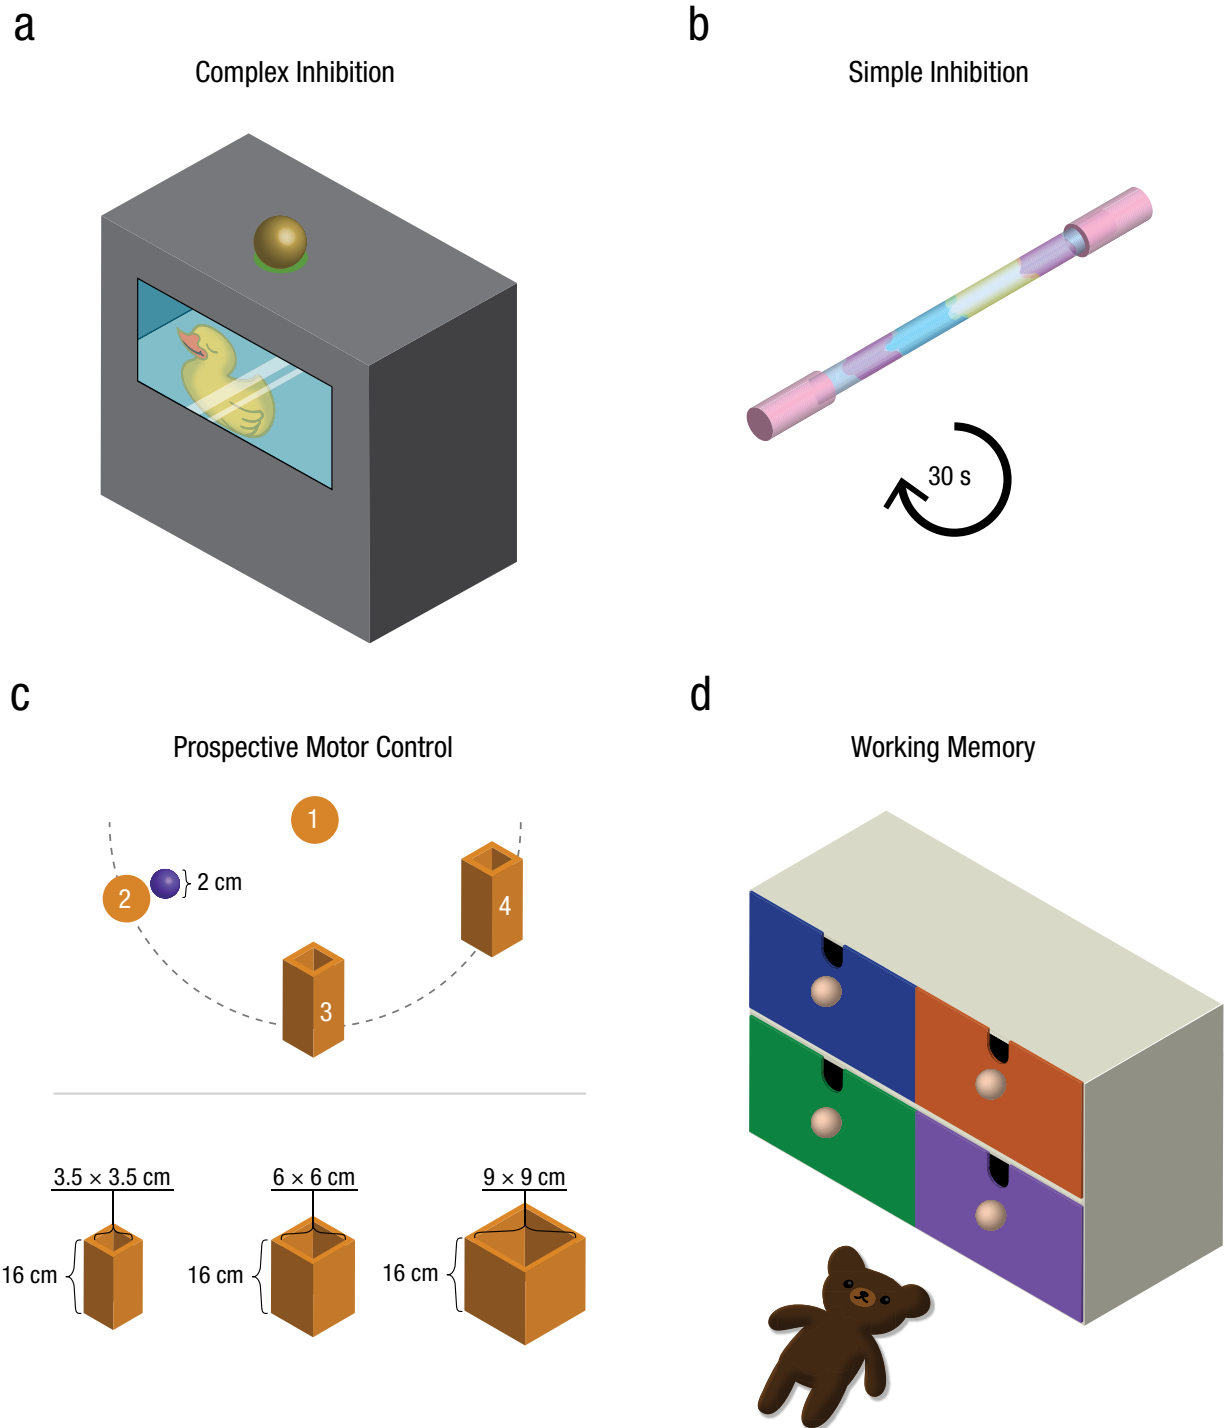 a
Complex Inhibition
b
Simple Inhibition
30 s
c
Prospective Motor Control
1
2
2 cm
3
4
3.5 × 3.5 cm
6 × 6 cm
9 × 9 cm
16 cm
16 cm
16 cm
d
Working Memory